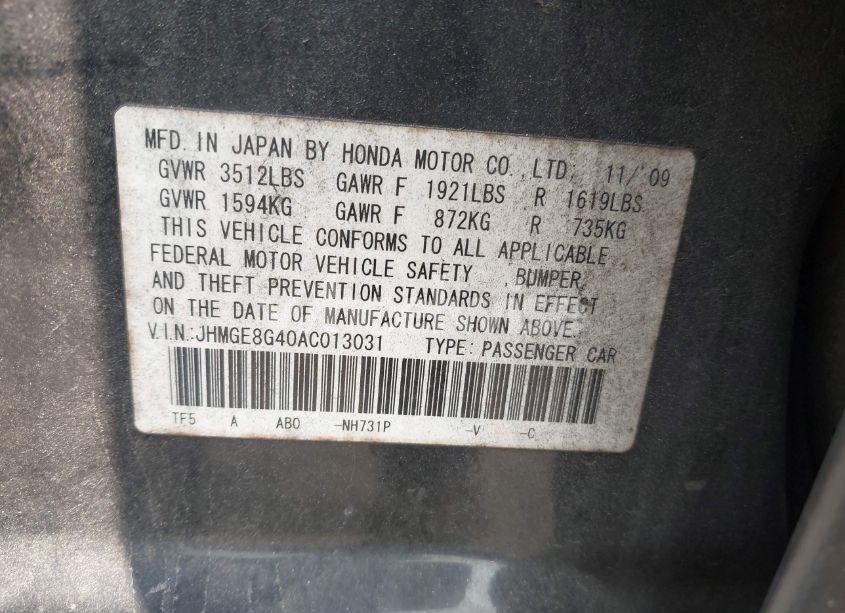 MFD. IN JAPAN BY HONDA MOTOR CO., LTD. 11/'09
GVWR 3512LBS GAWR F 1921LBS R 1619LBS
GVWR 1594KG GAWR F 872KG R 735KG
THIS VEHICLE CONFORMS TO ALL APPLICABLE
FEDERAL MOTOR VEHICLE SAFETY , BUMPER,
AND THEFT PREVENTION STANDARDS IN EFFECT
ON THE DATE OF MANUFACTURE SHOWN ABOVE.
V.I.N.:JHMGE8G40AC013031 TYPE: PASSENGER CAR
TF5 A AB0 -NH731P -V -C